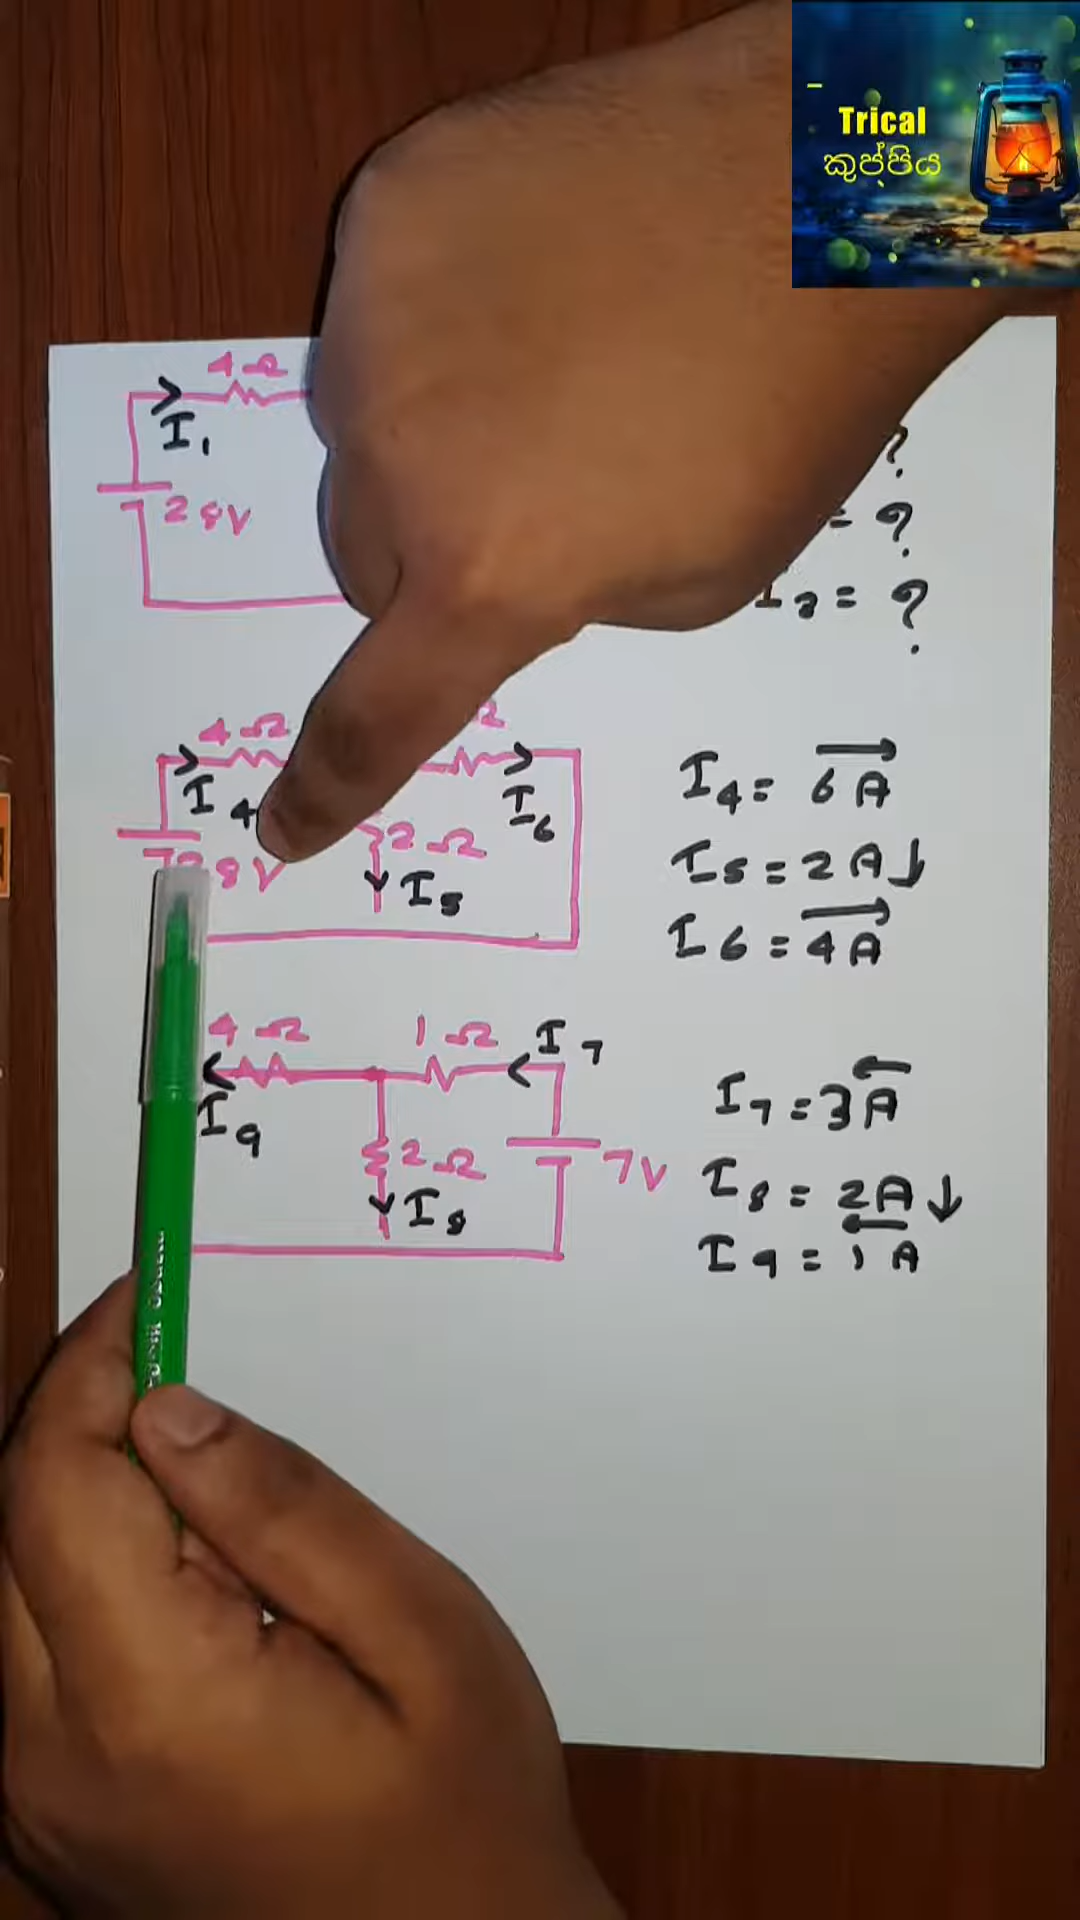 Trical
කුප්පිය
4Ω
I₁
28V
?
= ?
I₃ = ?
4Ω
Ω
I₄
I₆
28V
2Ω
I₅
I₄ = 6A
I₅ = 2A↓
I₆ = 4A
4Ω
1Ω
I₇
I₉
2Ω
7V
I₈
I₇ = 3A
I₈ = 2A↓
I₉ = 1A